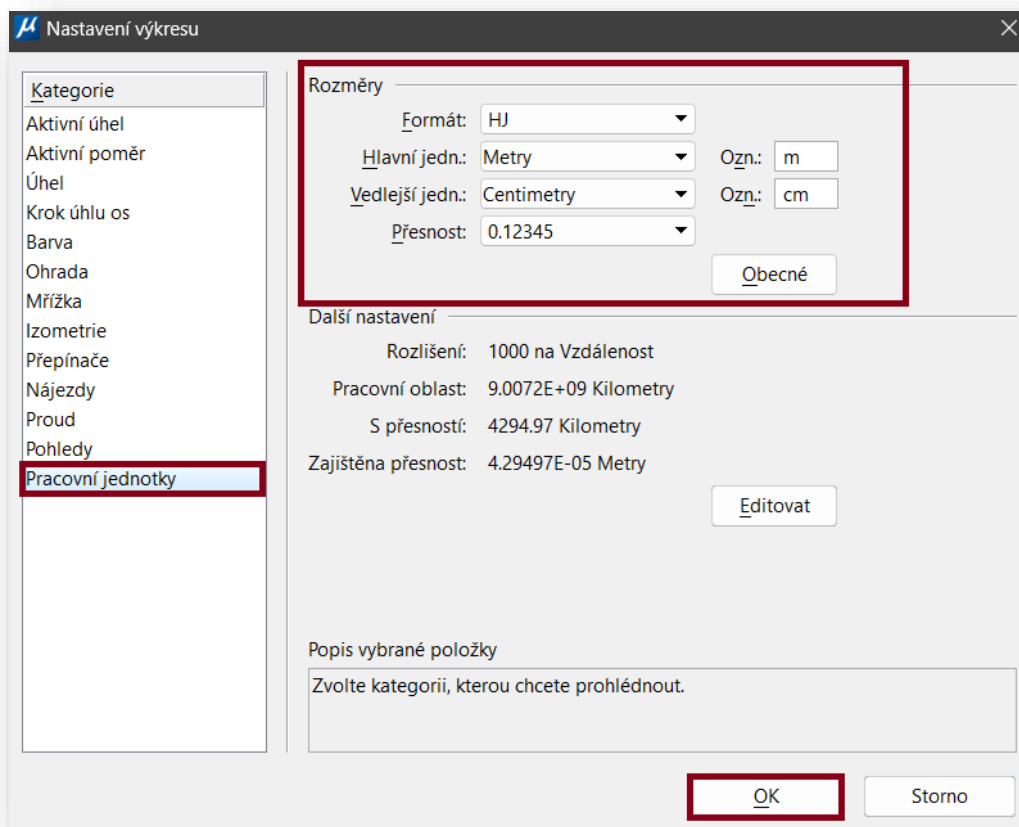 Nastavení výkresu
Kategorie
Aktivní úhel
Aktivní poměr
Úhel
Krok úhlu os
Barva
Ohrada
Mřížka
Izometrie
Přepínače
Nájezdy
Proud
Pohledy
Pracovní jednotky
Rozměry
Formát: HJ
Hlavní jedn.: Metry Ozn.: m
Vedlejší jedn.: Centimetry Ozn.: cm
Přesnost: 0.12345
Obecné
Další nastavení
Rozlišení: 1000 na Vzdálenost
Pracovní oblast: 9.0072E+09 Kilometry
S přesností: 4294.97 Kilometry
Zajištěna přesnost: 4.29497E-05 Metry
Editovat
Popis vybrané položky
Zvolte kategorii, kterou chcete prohlédnout.
OK Storno